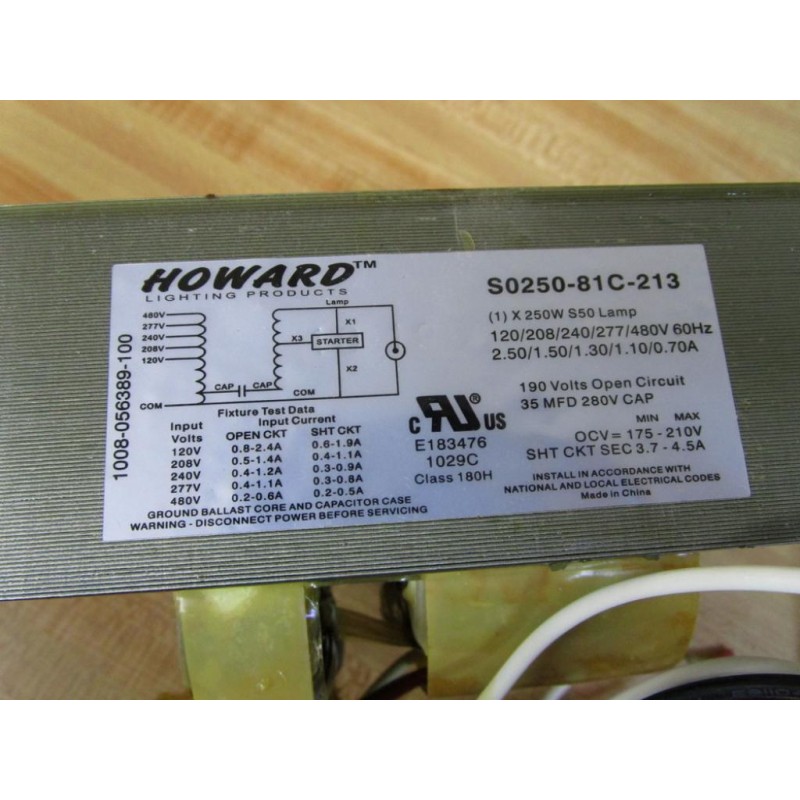 HOWARD™
LIGHTING PRODUCTS
1008-056389-100
Lamp
480V
277V
240V
208V
120V
X1
X3
STARTER
X2
CAP
CAP
COM
COM
Fixture Test Data
Input Input Current
Volts OPEN CKT SHT CKT
120V 0.8-2.4A 0.6-1.9A
208V 0.5-1.4A 0.4-1.1A
240V 0.4-1.2A 0.3-0.9A
277V 0.4-1.1A 0.3-0.8A
480V 0.2-0.6A 0.2-0.5A
GROUND BALLAST CORE AND CAPACITOR CASE
WARNING - DISCONNECT POWER BEFORE SERVICING
C RU® US
E183476
1029C
Class 180H
S0250-81C-213
(1) X 250W S50 Lamp
120/208/240/277/480V 60Hz
2.50/1.50/1.30/1.10/0.70A
190 Volts Open Circuit
35 MFD 280V CAP
MIN MAX
OCV = 175 - 210V
SHT CKT SEC 3.7 - 4.5A
INSTALL IN ACCORDANCE WITH
NATIONAL AND LOCAL ELECTRICAL CODES
Made in China